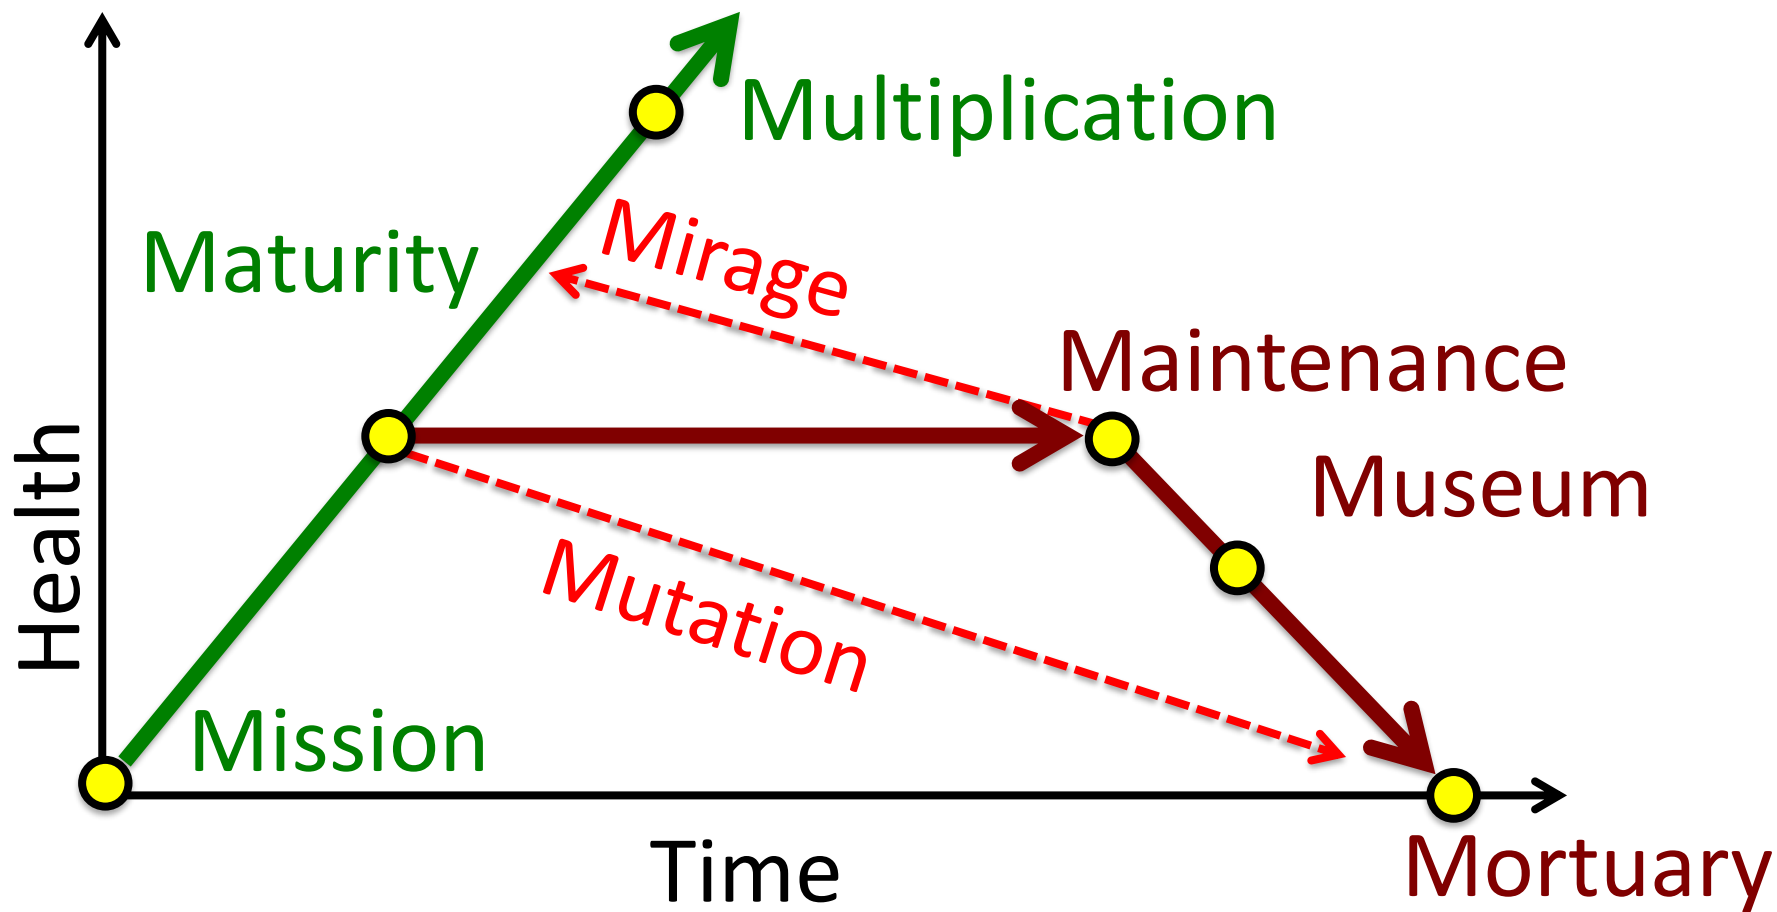 Multiplication
Mirage
Maturity
Maintenance
Museum
Health
Mutation
Mission
Time
Mortuary